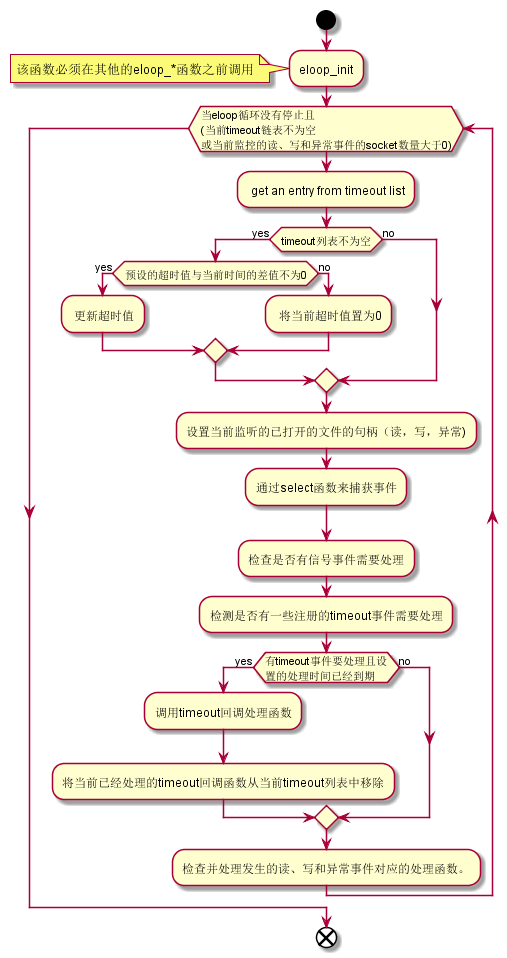 该函数必须在其他的eloop_*函数之前调用
eloop_init
当eloop循环没有停止且
(当前timeout链表不为空
或当前监控的读、写和异常事件的socket数量大于0)
get an entry from timeout list
yes
timeout列表不为空
no
yes
预设的超时值与当前时间的差值不为0
no
更新超时值
将当前超时值置为0
设置当前监听的已打开的文件的句柄（读，写，异常)
通过select函数来捕获事件
检查是否有信号事件需要处理
检测是否有一些注册的timeout事件需要处理
yes
有timeout事件要处理且设
置的处理时间已经到期
no
调用timeout回调处理函数
将当前已经处理的timeout回调函数从当前timeout列表中移除
检查并处理发生的读、写和异常事件对应的处理函数。